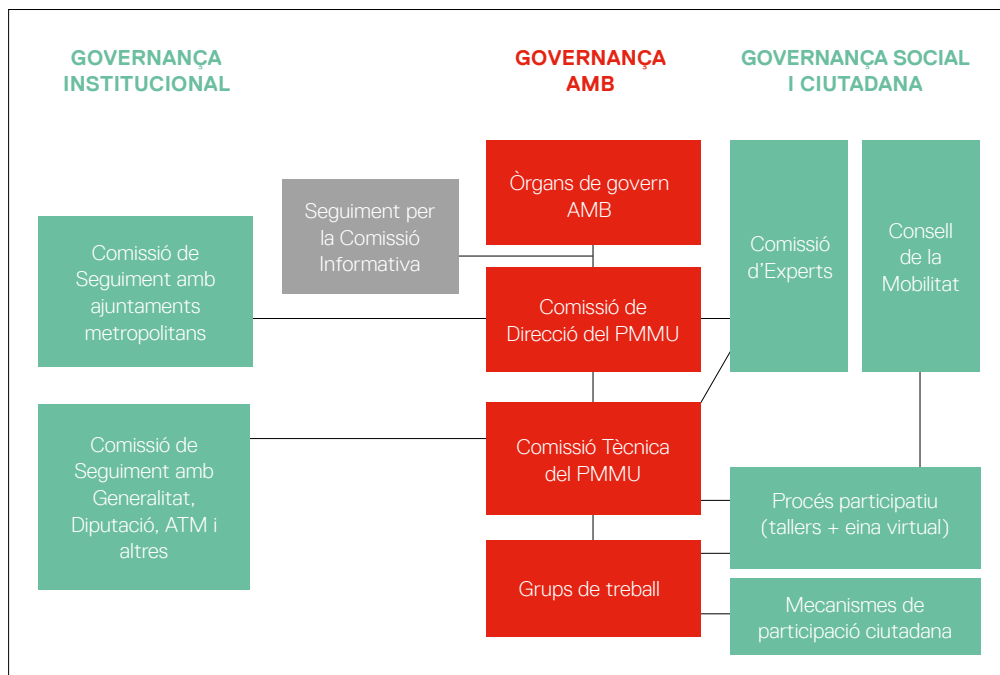 GOVERNANÇA
INSTITUCIONAL
GOVERNANÇA
AMB
GOVERNANÇA SOCIAL
I CIUTADANA
Seguiment per
la Comissió
Informativa
Comissió de
Seguiment amb
ajuntaments
metropolitans
Comissió de
Seguiment amb
Generalitat,
Diputació, ATM i
altres
Òrgans de govern
AMB
Comissió de
Direcció del PMMU
Comissió Tècnica
del PMMU
Grups de treball
Comissió
d’Experts
Consell
de la
Mobilitat
Procés participatiu
(tallers + eina virtual)
Mecanismes de
participació ciutadana